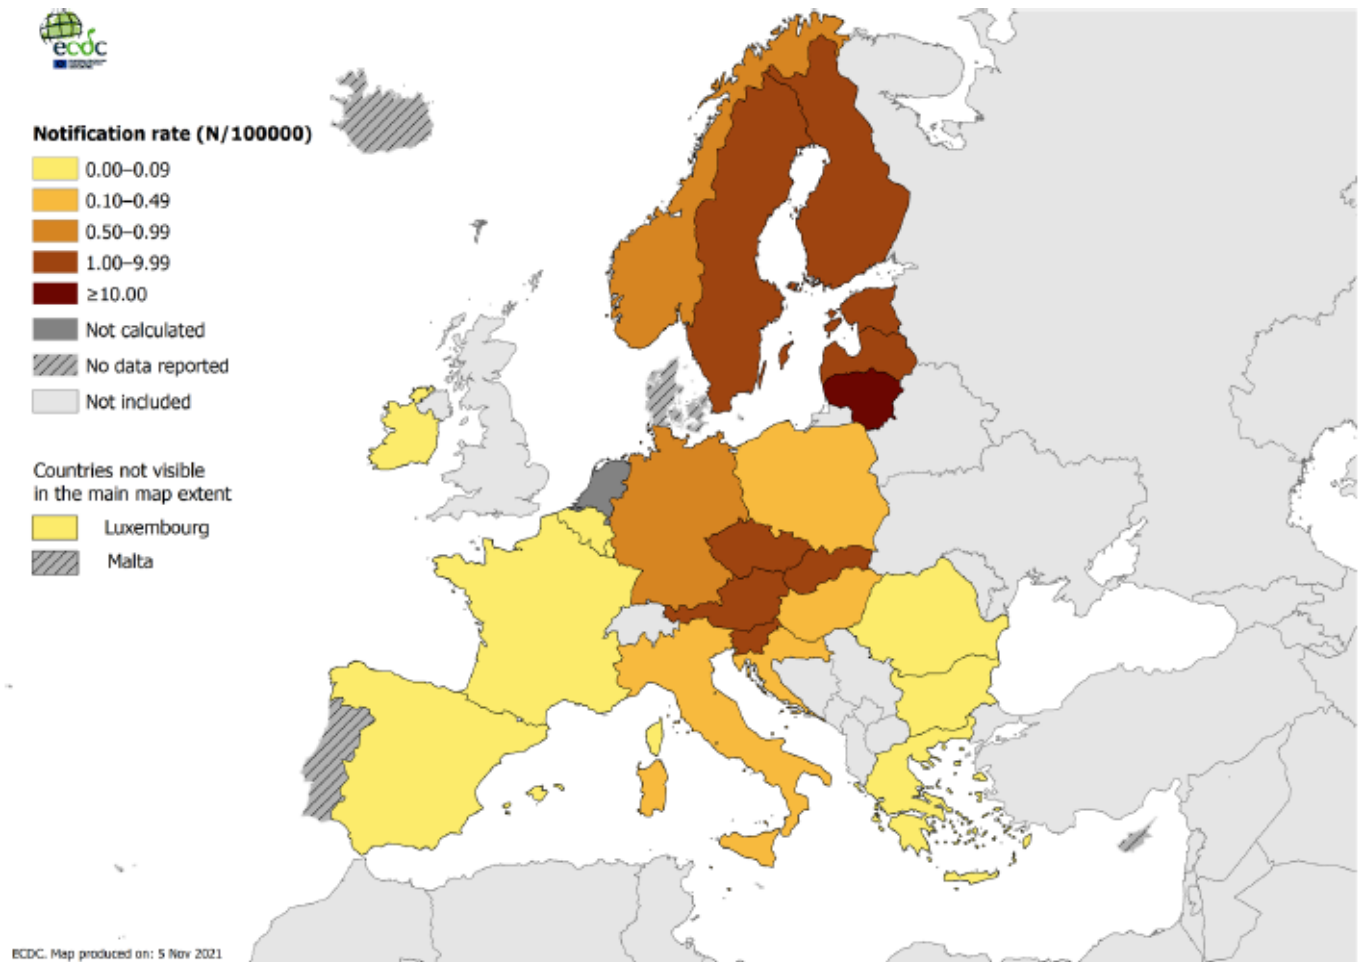 ecdc
Notification rate (N/100000)
0.00–0.09
0.10–0.49
0.50–0.99
1.00–9.99
≥10.00
Not calculated
No data reported
Not included
Countries not visible
in the main map extent
Luxembourg
Malta
ECDC. Map produced on: 5 Nov 2021